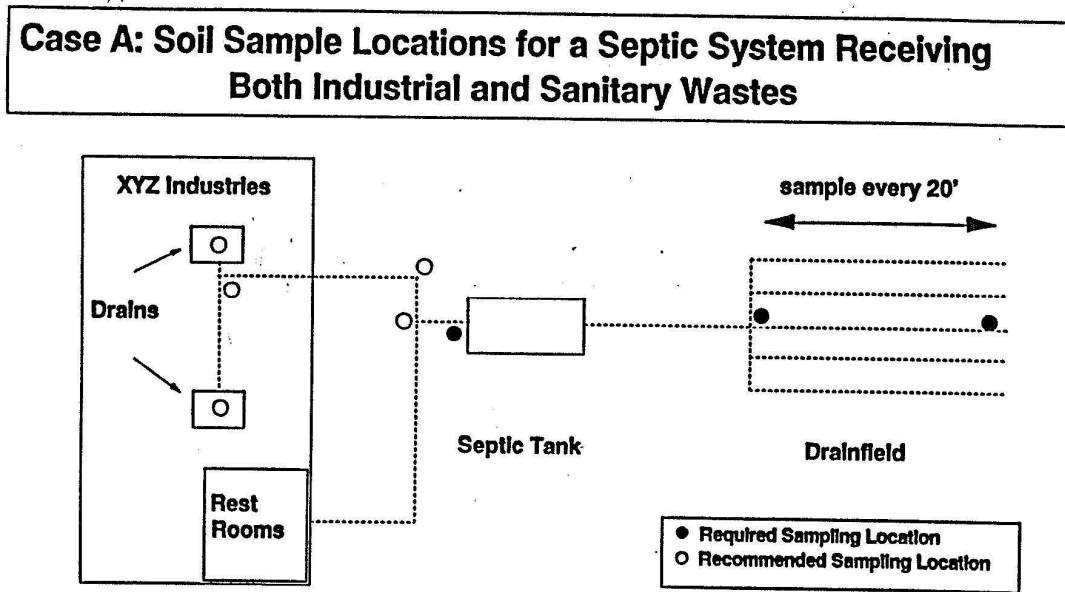 Case A: Soil Sample Locations for a Septic System Receiving
Both Industrial and Sanitary Wastes
XYZ Industries
sample every 20'
Drains
Septic Tank
Drainfield
Rest
Rooms
● Required Sampling Location
○ Recommended Sampling Location